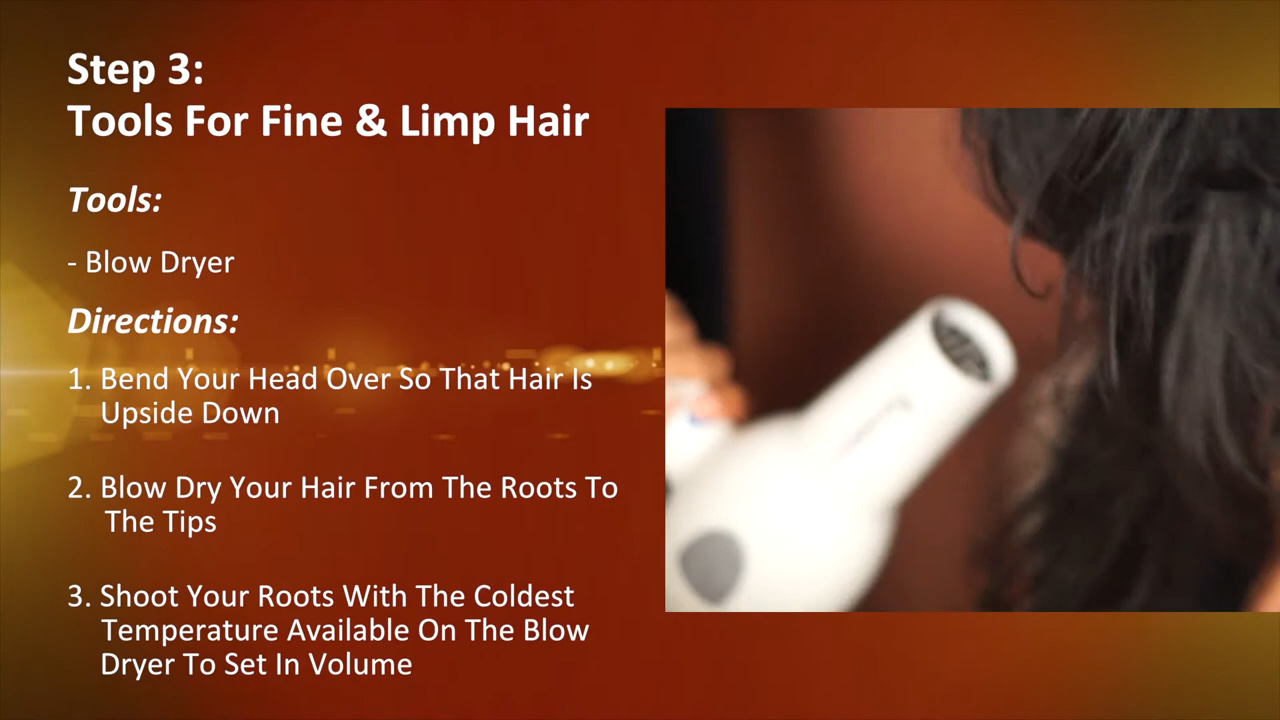 Step 3:
Tools For Fine & Limp Hair
Tools:
- Blow Dryer
Directions:
1. Bend Your Head Over So That Hair Is
Upside Down
2. Blow Dry Your Hair From The Roots To
The Tips
3. Shoot Your Roots With The Coldest
Temperature Available On The Blow
Dryer To Set In Volume